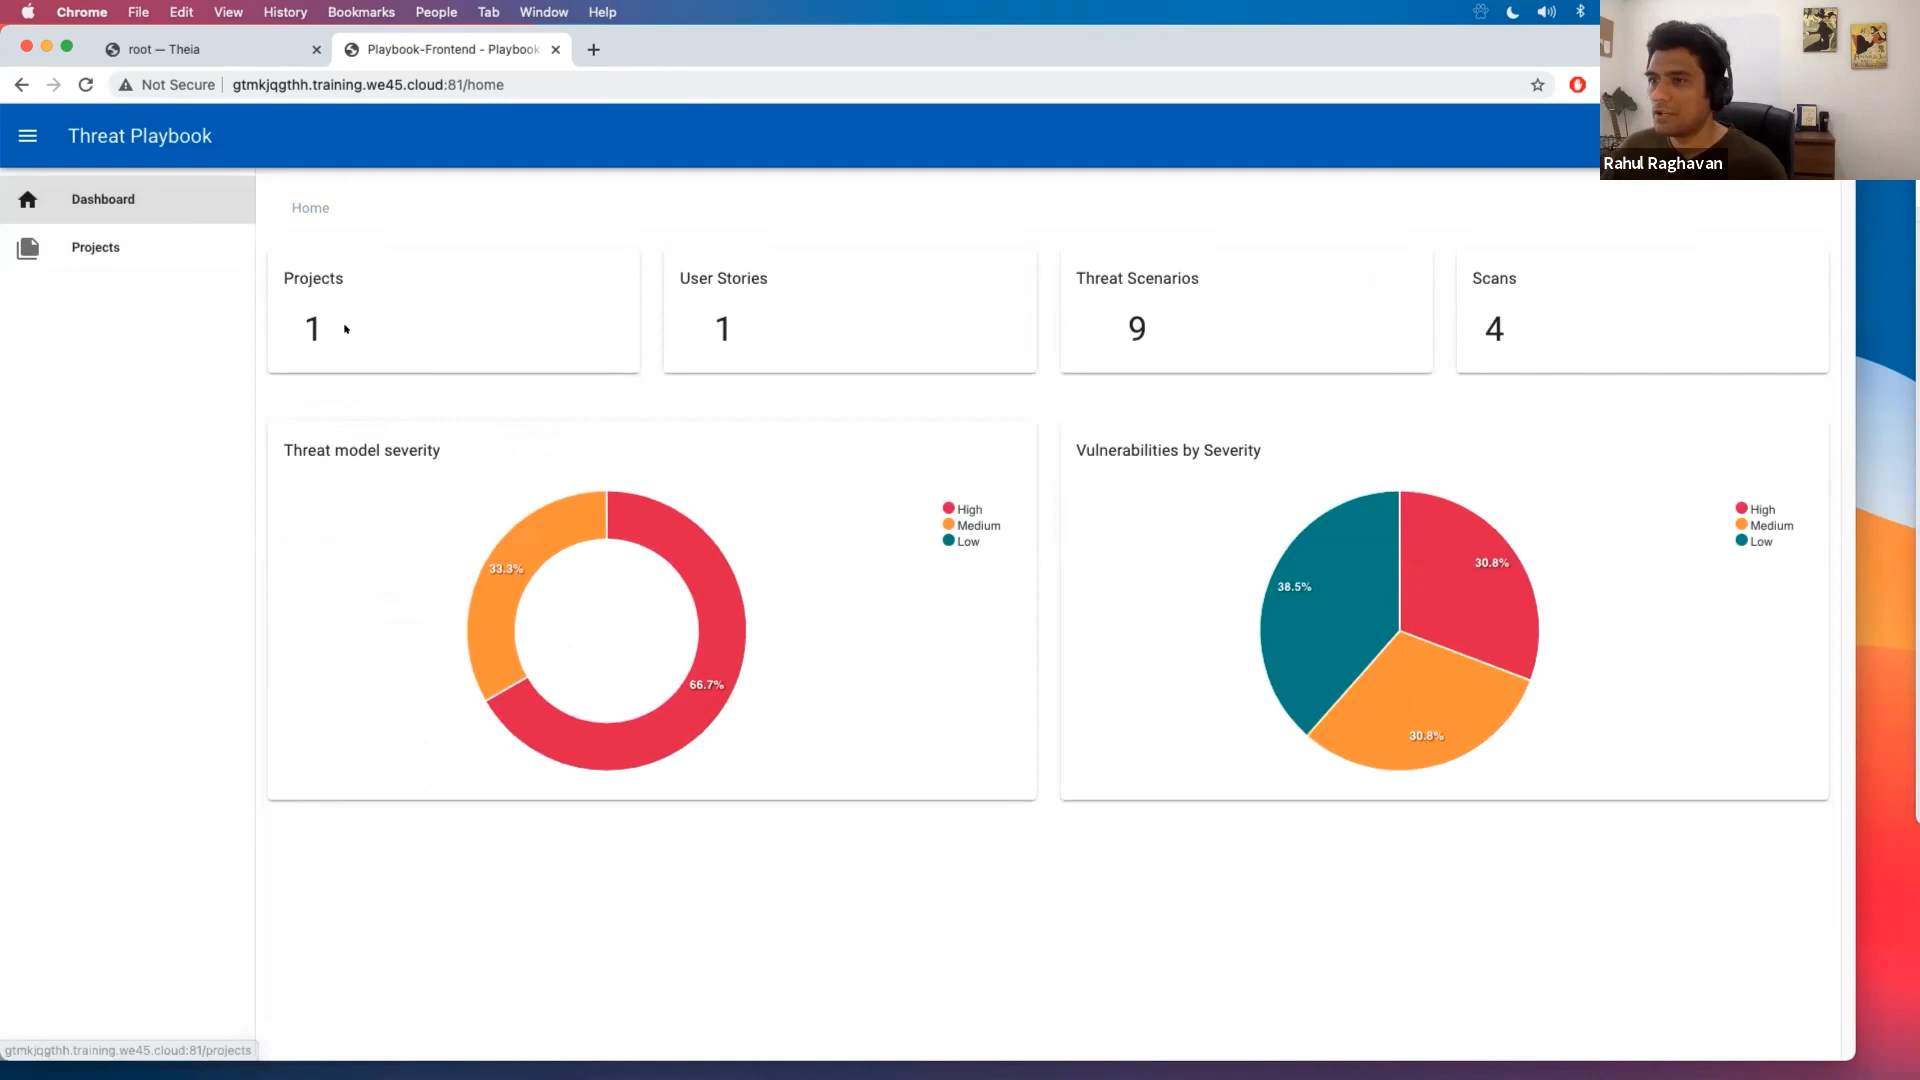 Chrome File Edit View History Bookmarks People Tab Window Help
root — Theia
Playbook-Frontend - Playbook
Not Secure
gtmkjqgthh.training.we45.cloud:81/home
Threat Playbook
Rahul Raghavan
Dashboard
Projects
Home
Projects
1
User Stories
1
Threat Scenarios
9
Scans
4
Threat model severity
High
Medium
Low
33.3%
66.7%
Vulnerabilities by Severity
High
Medium
Low
30.8%
38.5%
30.8%
gtmkjqgthh.training.we45.cloud:81/projects